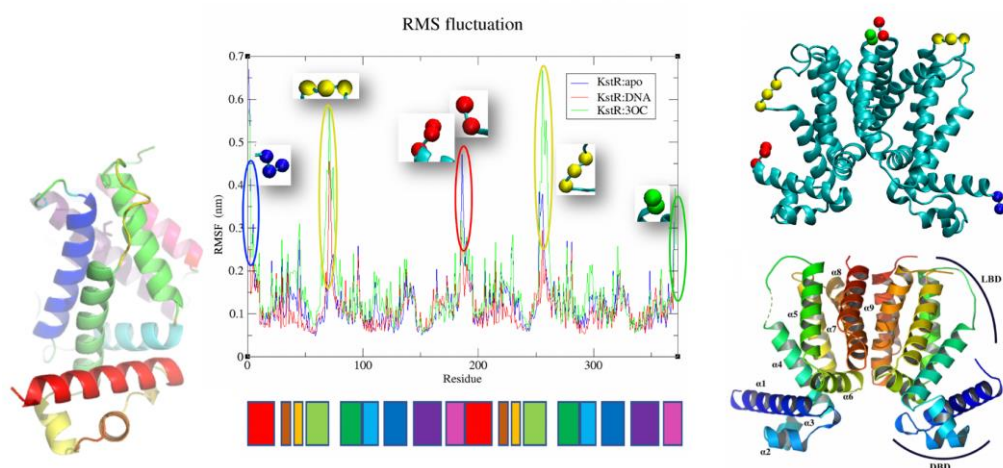 RMS fluctuation
0.7
0.6
0.5
0.4
0.3
0.2
0.1
0
RMSF (nm)
KstR:apo
KstR:DNA
KstR:3OC
0
100
200
300
Residue
α8
α9
α5
α7
α4
α6
α1
α3
α2
LBD
DBD